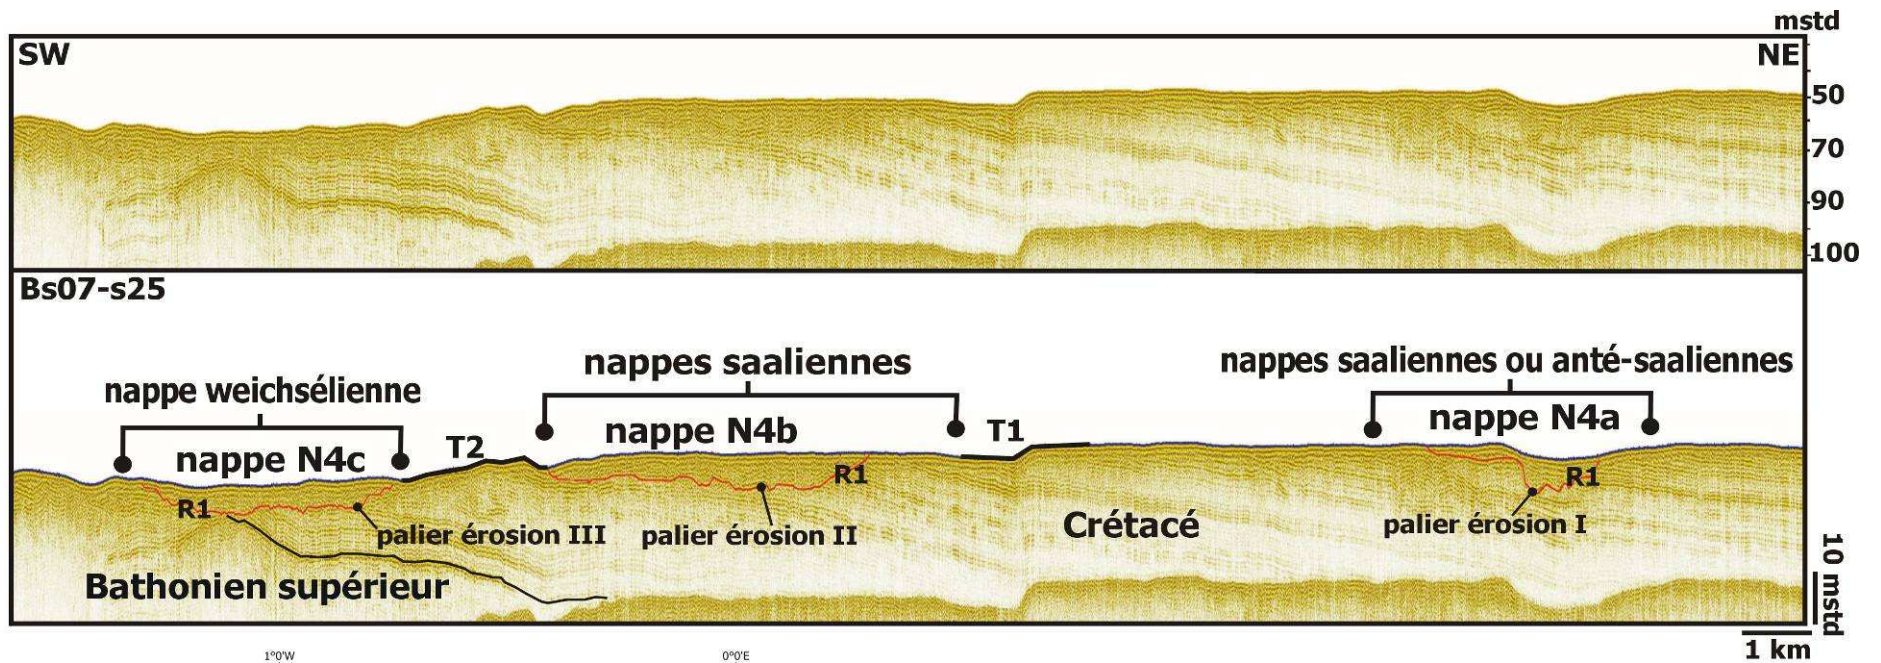 mstd
SW
NE
50
70
90
100
Bs07-s25
nappes saaliennes
nappes saaliennes ou anté-saaliennes
nappe weichsélienne
nappe N4a
nappe N4b
T1
T2
nappe N4c
R1
R1
R1
palier érosion III
palier érosion II
Crétacé
palier érosion I
Bathonien supérieur
10 mstd
1 km
1°0'W
0°0'E